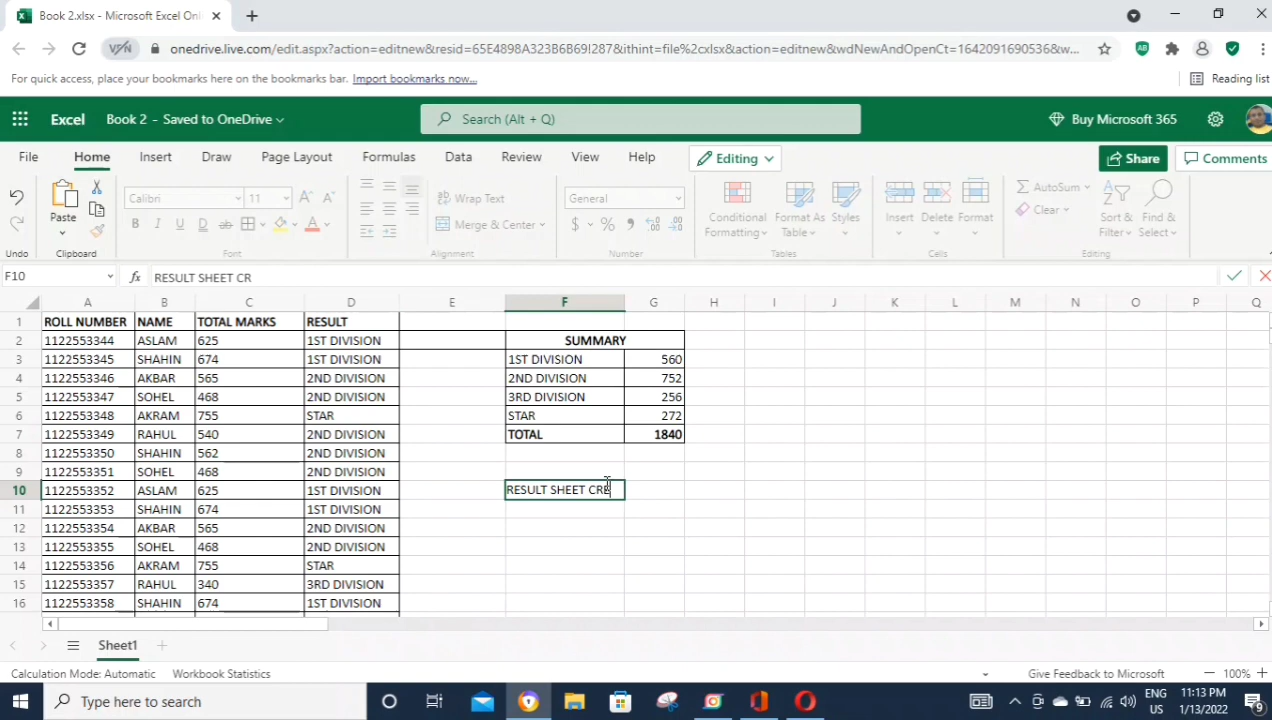 Book 2.xlsx - Microsoft Excel Onl
onedrive.live.com/edit.aspx?action=editnew&resid=65E4898A323B6B69!287&ithint=file%2cxlsx&action=editnew&wdNewAndOpenCt=1642091690536&w...
For quick access, place your bookmarks here on the bookmarks bar. Import bookmarks now...
Reading list
Excel Book 2 - Saved to OneDrive
Search (Alt + Q)
Buy Microsoft 365
File Home Insert Draw Page Layout Formulas Data Review View Help Editing Share Comments
Calibri 11 Wrap Text General AutoSum
Paste Conditional Format As Styles Insert Delete Format Clear Sort & Find &
Merge & Center Formatting Table Filter Select
Undo Clipboard Font Alignment Number Tables Cells Editing
F10 fx RESULT SHEET CR
A B C D E F G H I J K L M N O P Q
1 ROLL NUMBER NAME TOTAL MARKS RESULT
2 1122553344 ASLAM 625 1ST DIVISION SUMMARY
3 1122553345 SHAHIN 674 1ST DIVISION 1ST DIVISION 560
4 1122553346 AKBAR 565 2ND DIVISION 2ND DIVISION 752
5 1122553347 SOHEL 468 2ND DIVISION 3RD DIVISION 256
6 1122553348 AKRAM 755 STAR STAR 272
7 1122553349 RAHUL 540 2ND DIVISION TOTAL 1840
8 1122553350 SHAHIN 562 2ND DIVISION
9 1122553351 SOHEL 468 2ND DIVISION
10 1122553352 ASLAM 625 1ST DIVISION RESULT SHEET CRE
11 1122553353 SHAHIN 674 1ST DIVISION
12 1122553354 AKBAR 565 2ND DIVISION
13 1122553355 SOHEL 468 2ND DIVISION
14 1122553356 AKRAM 755 STAR
15 1122553357 RAHUL 340 3RD DIVISION
16 1122553358 SHAHIN 674 1ST DIVISION
Sheet1
Calculation Mode: Automatic Workbook Statistics
Give Feedback to Microsoft 100%
Type here to search
ENG 11:13 PM
US 1/13/2022